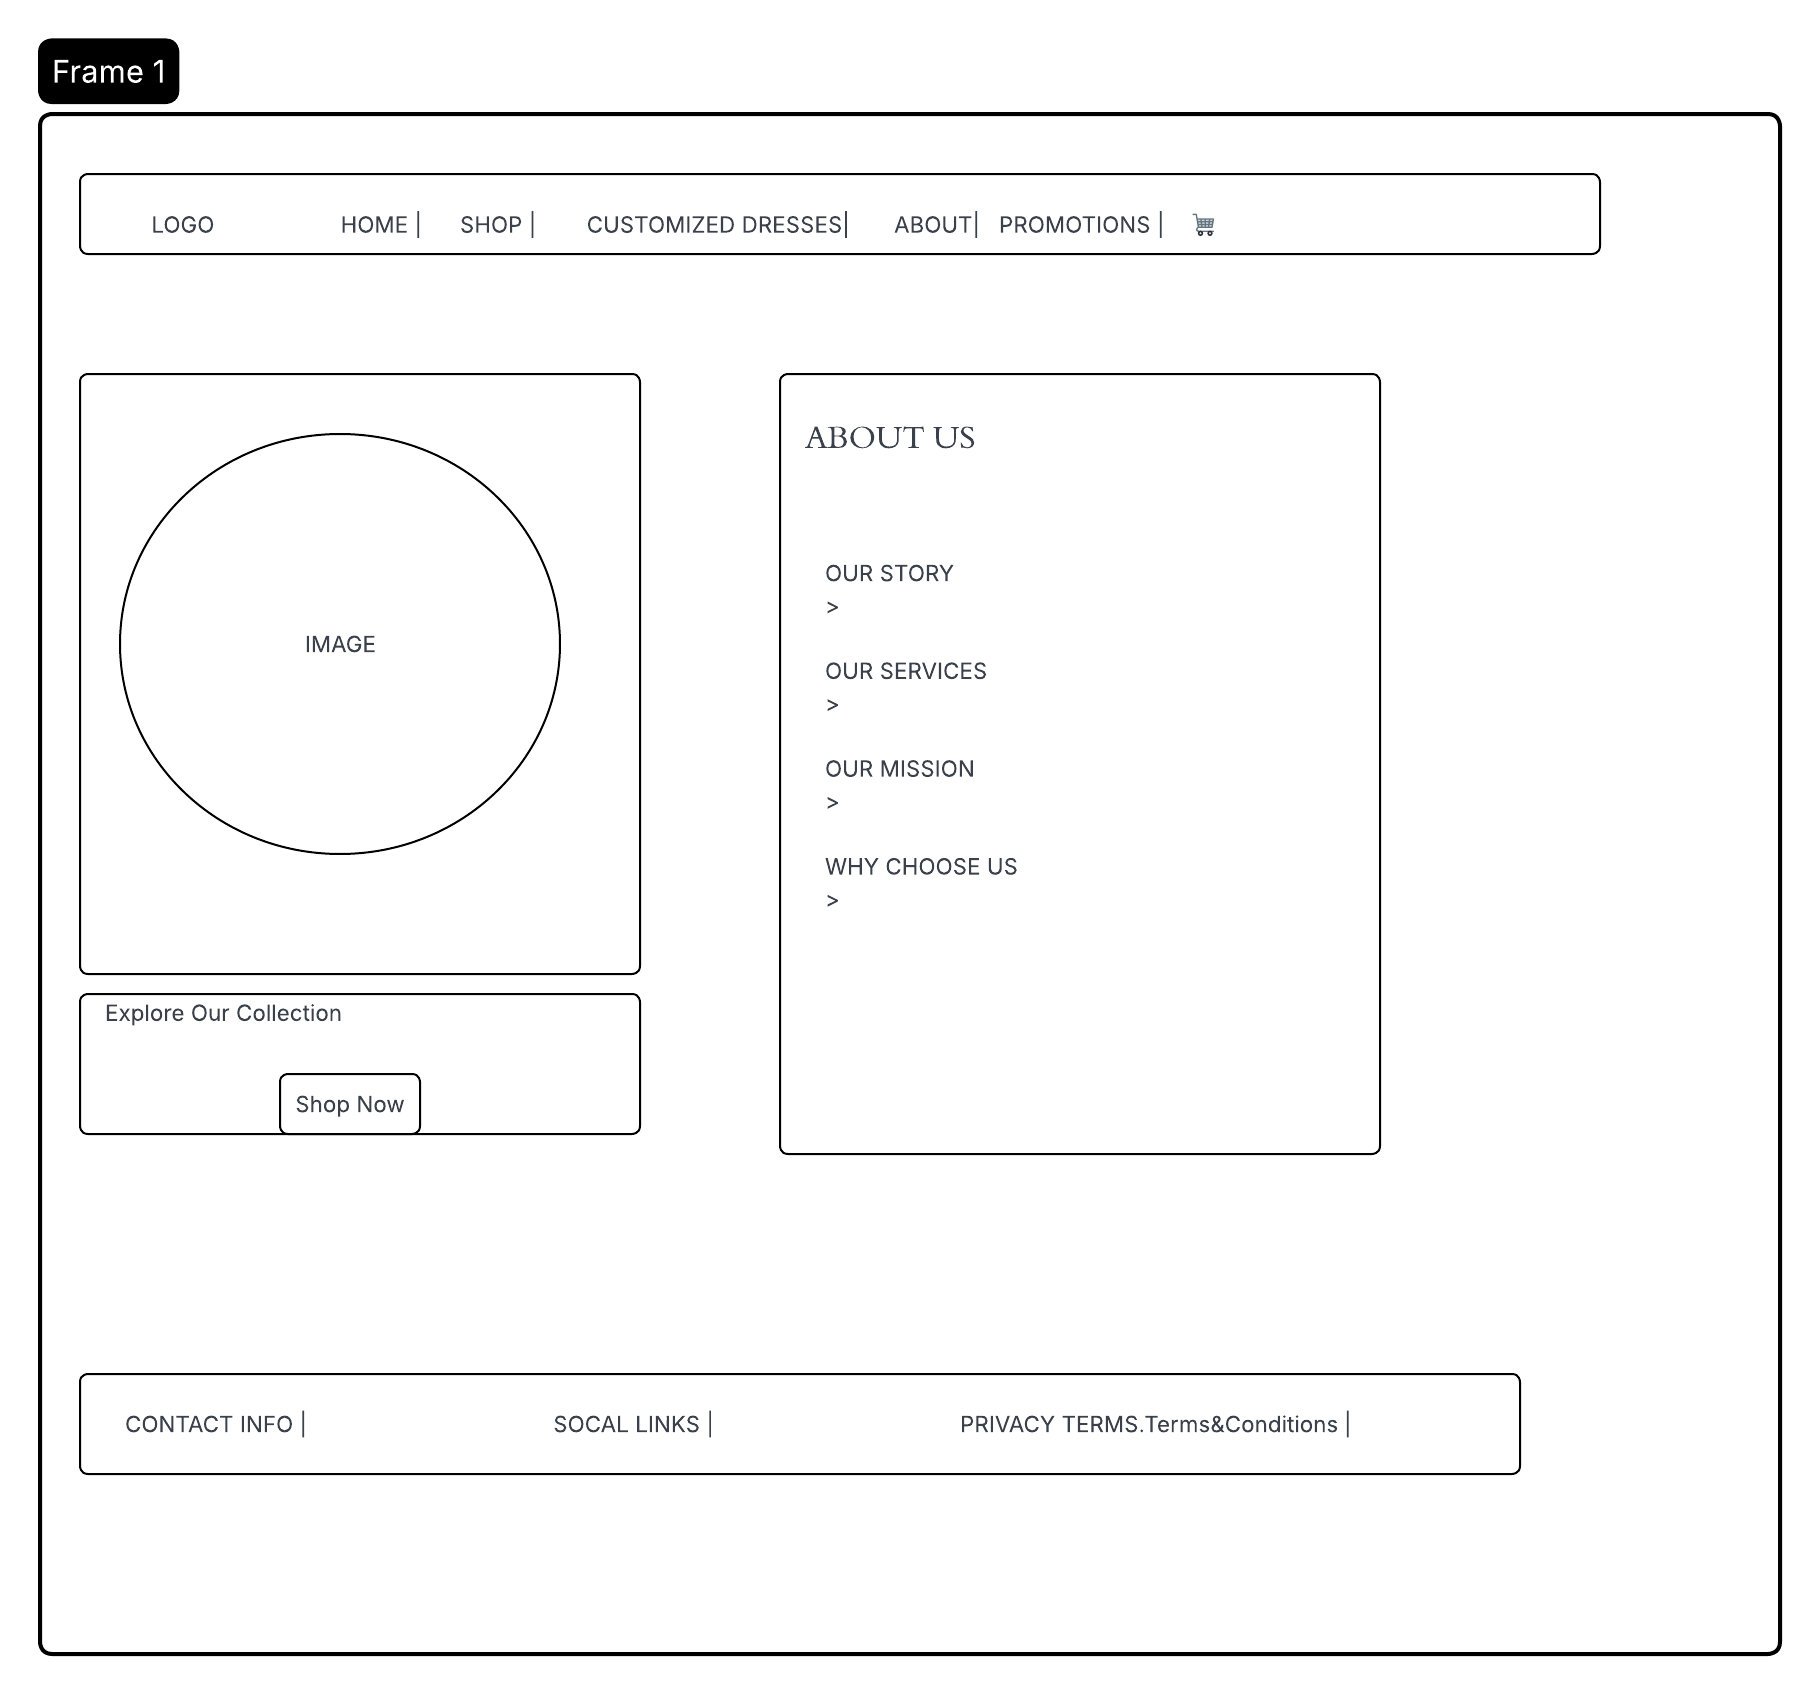 Frame 1
LOGO HOME | SHOP | CUSTOMIZED DRESSES| ABOUT| PROMOTIONS | 🛒
IMAGE
Explore Our Collection
Shop Now
ABOUT US
OUR STORY
>
OUR SERVICES
>
OUR MISSION
>
WHY CHOOSE US
>
CONTACT INFO | SOCAL LINKS | PRIVACY TERMS.Terms&Conditions |